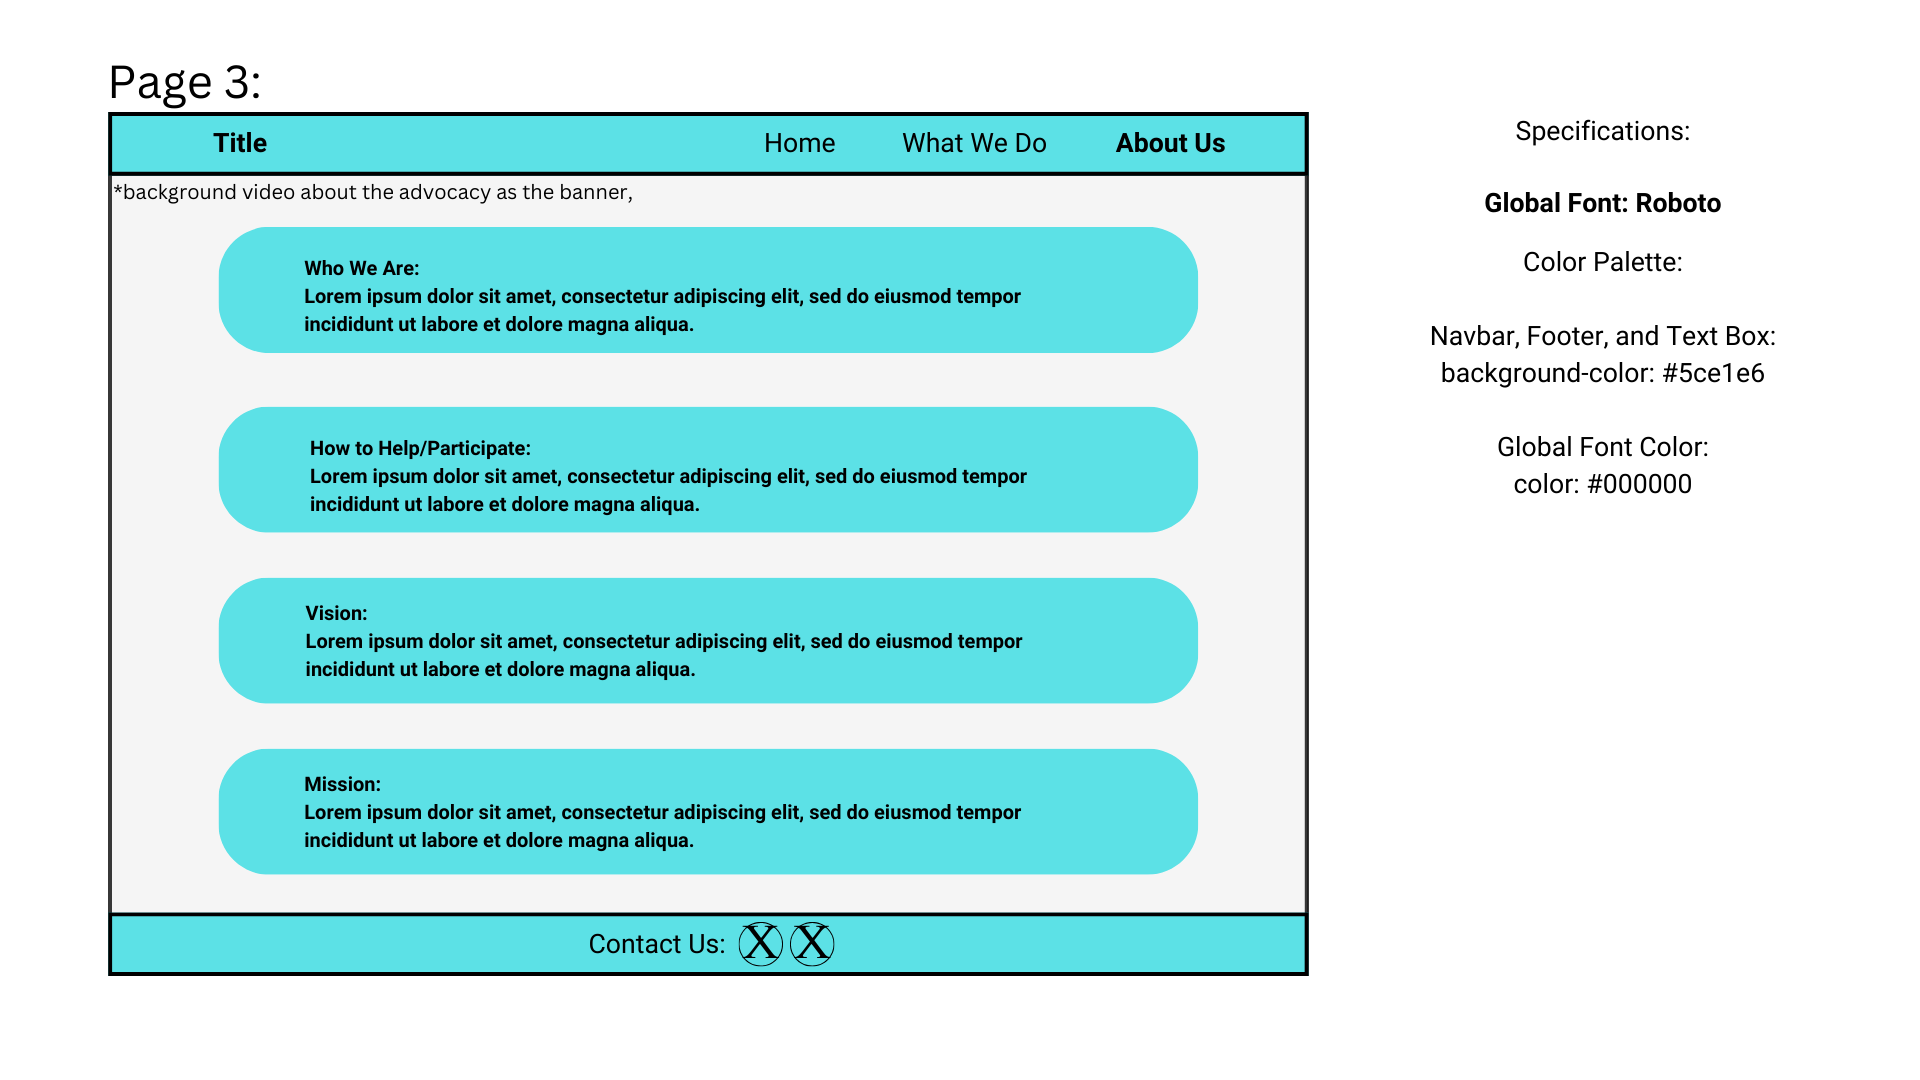 Page 3:
Title Home What We Do About Us
*background video about the advocacy as the banner,
Who We Are:
Lorem ipsum dolor sit amet, consectetur adipiscing elit, sed do eiusmod tempor
incididunt ut labore et dolore magna aliqua.
How to Help/Participate:
Lorem ipsum dolor sit amet, consectetur adipiscing elit, sed do eiusmod tempor
incididunt ut labore et dolore magna aliqua.
Vision:
Lorem ipsum dolor sit amet, consectetur adipiscing elit, sed do eiusmod tempor
incididunt ut labore et dolore magna aliqua.
Mission:
Lorem ipsum dolor sit amet, consectetur adipiscing elit, sed do eiusmod tempor
incididunt ut labore et dolore magna aliqua.
Contact Us: X X
Specifications:
Global Font: Roboto
Color Palette:
Navbar, Footer, and Text Box:
background-color: #5ce1e6
Global Font Color:
color: #000000